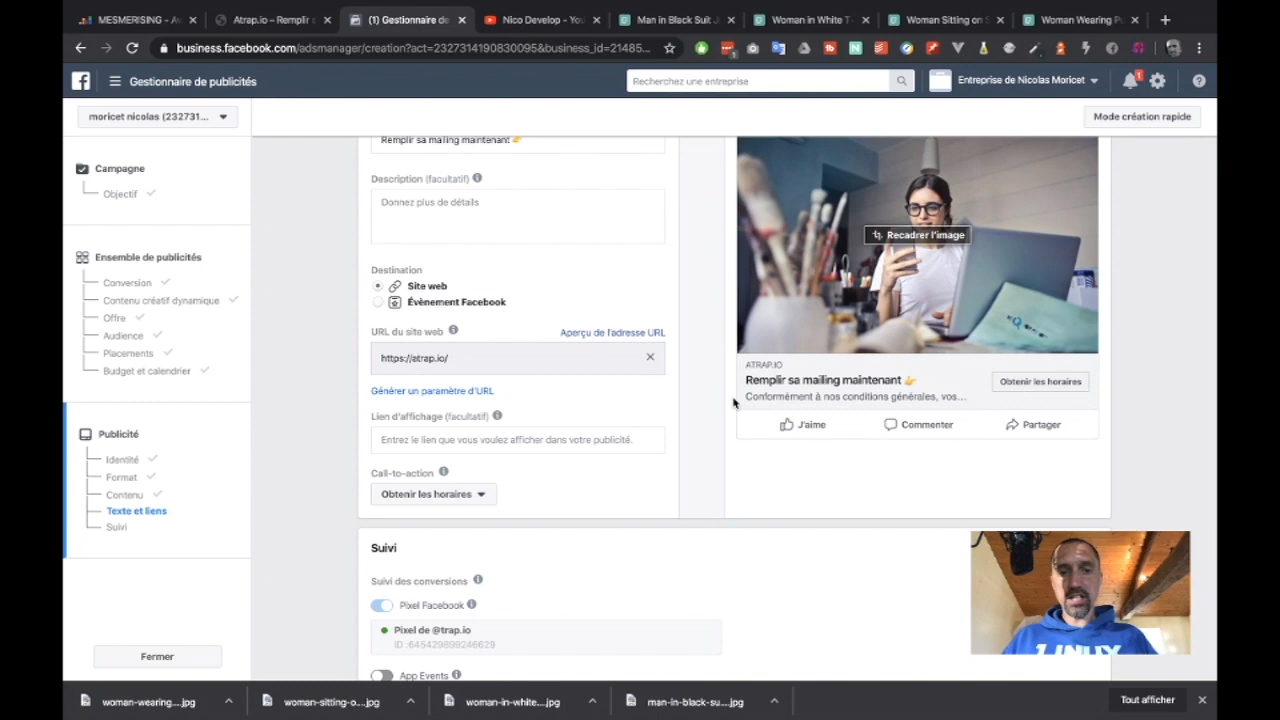 MESMERISING - Av
Atrap.io – Remplir s
(1) Gestionnaire de
Nico Develop - You
Man in Black Suit J
Woman in White T-
Woman Sitting on S
Woman Wearing Pu
business.facebook.com/adsmanager/creation?act=2327314190830095&business_id=21485...
Gestionnaire de publicités
Recherchez une entreprise
Entreprise de Nicolas Moricet
1
moricet nicolas (232731...
Mode création rapide
Campagne
Objectif
Ensemble de publicités
Conversion
Contenu créatif dynamique
Offre
Audience
Placements
Budget et calendrier
Publicité
Identité
Format
Contenu
Texte et liens
Suivi
Fermer
Remplir sa mailing maintenant 👉
Description (facultatif)
Donnez plus de détails
Destination
Site web
Évènement Facebook
URL du site web
Aperçu de l'adresse URL
https://atrap.io/
Générer un paramètre d'URL
Lien d'affichage (facultatif)
Entrez le lien que vous voulez afficher dans votre publicité.
Call-to-action
Obtenir les horaires
Recadrer l'image
ATRAP.IO
Remplir sa mailing maintenant 👉
Obtenir les horaires
Conformément à nos conditions générales, vos...
J'aime
Commenter
Partager
Suivi
Suivi des conversions
Pixel Facebook
Pixel de @trap.io
ID :645429899246629
App Events
LINUX
woman-wearing....jpg
woman-sitting-o....jpg
woman-in-white....jpg
man-in-black-su....jpg
Tout afficher